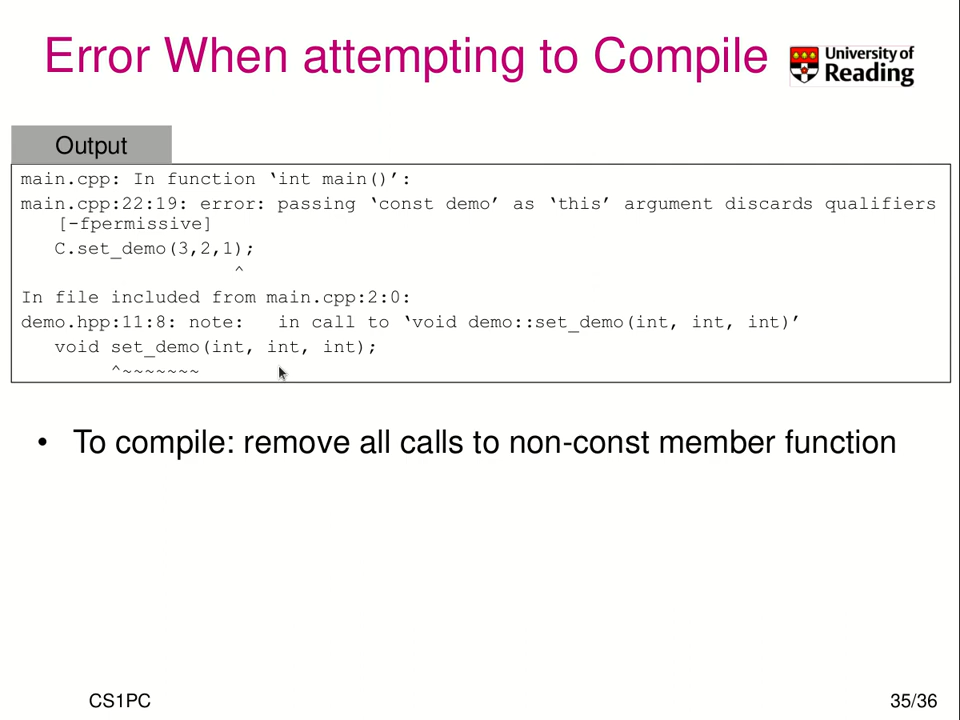 Error When attempting to Compile
University of
Reading
Output
main.cpp: In function ‘int main()’:
main.cpp:22:19: error: passing ‘const demo’ as ‘this’ argument discards qualifiers
[-fpermissive]
C.set_demo(3,2,1);
^
In file included from main.cpp:2:0:
demo.hpp:11:8: note:   in call to ‘void demo::set_demo(int, int, int)’
void set_demo(int, int, int);
^~~~~~~~
• To compile: remove all calls to non-const member function
CS1PC
35/36